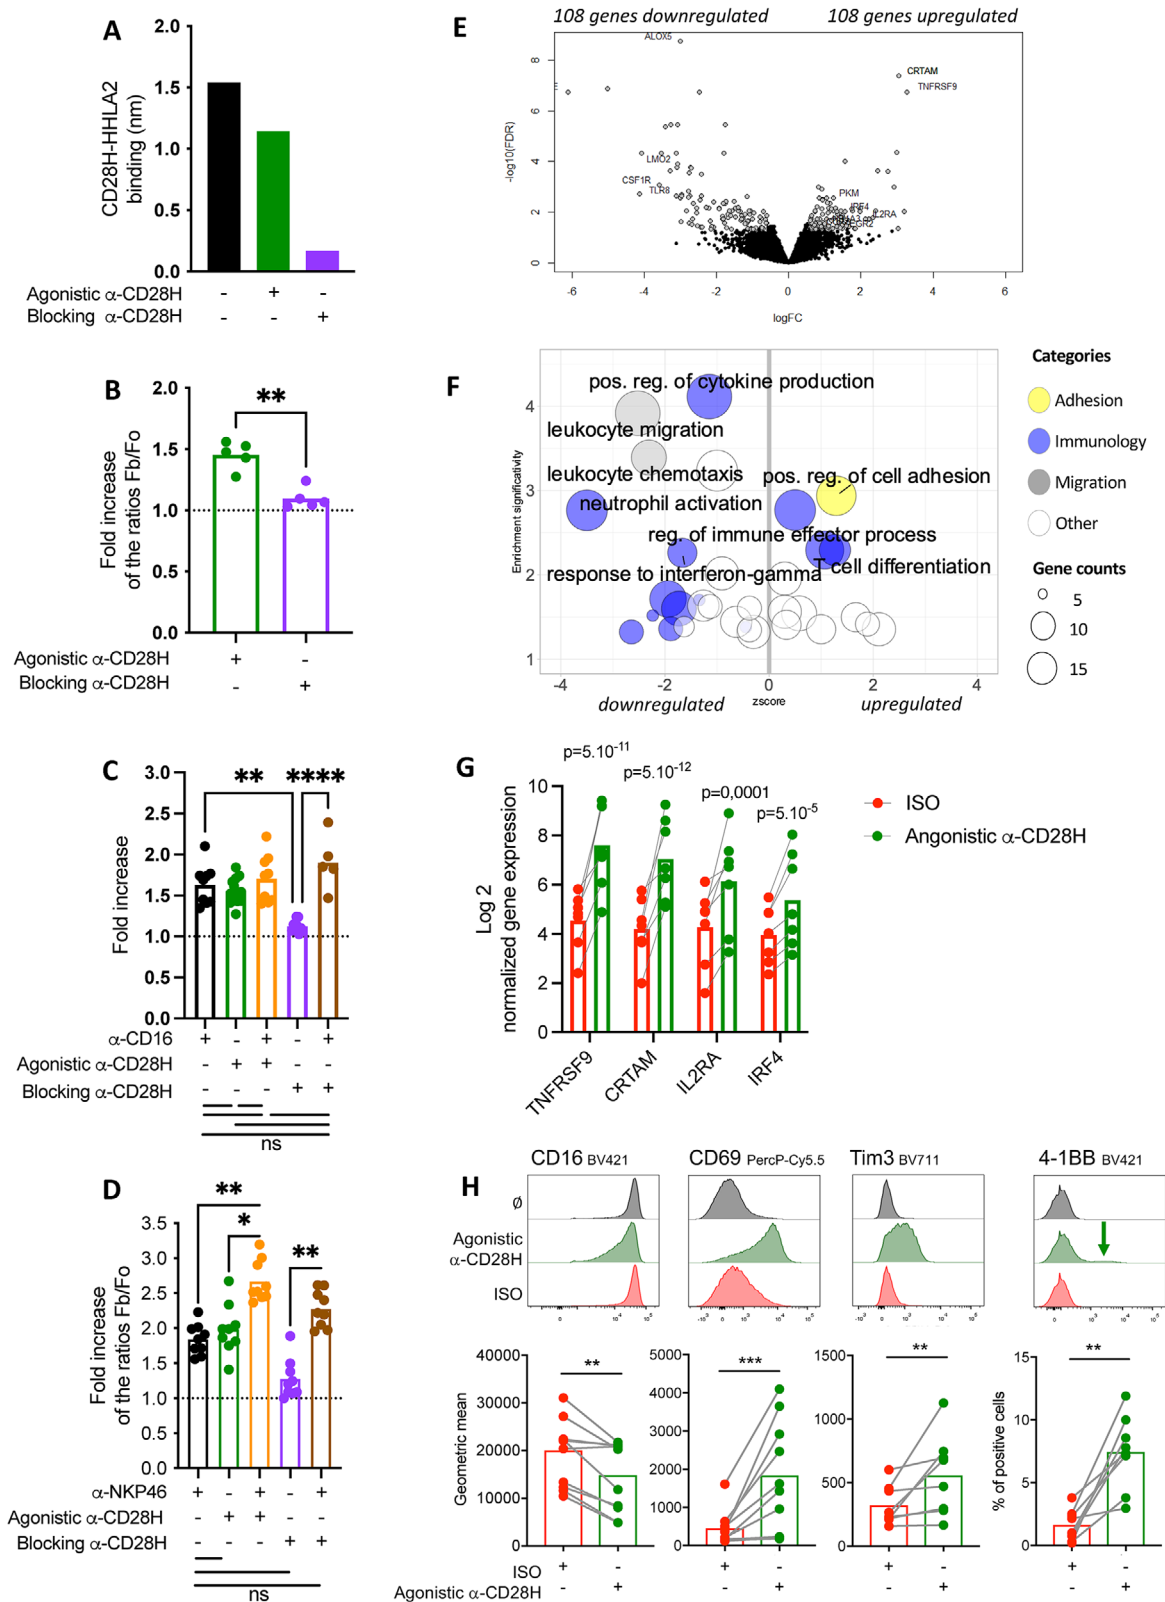 A
2.0
1.5
1.0
0.5
0.0
CD28H-HHLA2
binding (nm)
Agonistic α-CD28H - + -
Blocking α-CD28H - - +
B
2.0
1.5
1.0
0.5
0.0
Fold increase
of the ratios Fb/Fo
**
Agonistic α-CD28H + -
Blocking α-CD28H - +
C
3.0
2.5
2.0
1.5
1.0
0.5
0.0
Fold increase
** ****
α-CD16 + - + - +
Agonistic α-CD28H - + + - -
Blocking α-CD28H - - - + +
ns
D
3.5
3.0
2.5
2.0
1.5
1.0
0.5
0.0
Fold increase
of the ratios Fb/Fo
**
*
**
α-NKP46 + - + - +
Agonistic α-CD28H - + + - -
Blocking α-CD28H - - - + +
ns
E
108 genes downregulated 108 genes upregulated
-log10(FDR)
8
6
4
2
0
ALOX5
CRTAM
TNFRSF9
LMO2
CSF1R
TLR8
PKM
IRF4
IL2RA
EGR2
-6 -4 -2 0 2 4 6
logFC
F
Enrichment significativity
4
3
2
1
pos. reg. of cytokine production
leukocyte migration
leukocyte chemotaxis
pos. reg. of cell adhesion
neutrophil activation
reg. of immune effector process
T cell differentiation
response to interferon-gamma
-4 -2 0 2 4
downregulated zscore upregulated
Categories
Adhesion
Immunology
Migration
Other
Gene counts
5
10
15
G
Log 2
normalized gene expression
10
8
6
4
2
0
p=5.10-11
p=5.10-12
p=0,0001
p=5.10-5
TNFRSF9
CRTAM
IL2RA
IRF4
ISO
Angonistic α-CD28H
H
CD16 BV421
CD69 PercP-Cy5.5
Tim3 BV711
4-1BB BV421
Ø
Agonistic
α-CD28H
ISO
Geometric mean
40000
30000
20000
10000
0
**
5000
4000
3000
2000
1000
0
***
1500
1000
500
0
**
% of positive cells
15
10
5
0
**
ISO + - + - + - + -
Agonistic α-CD28H - + - + - + - +